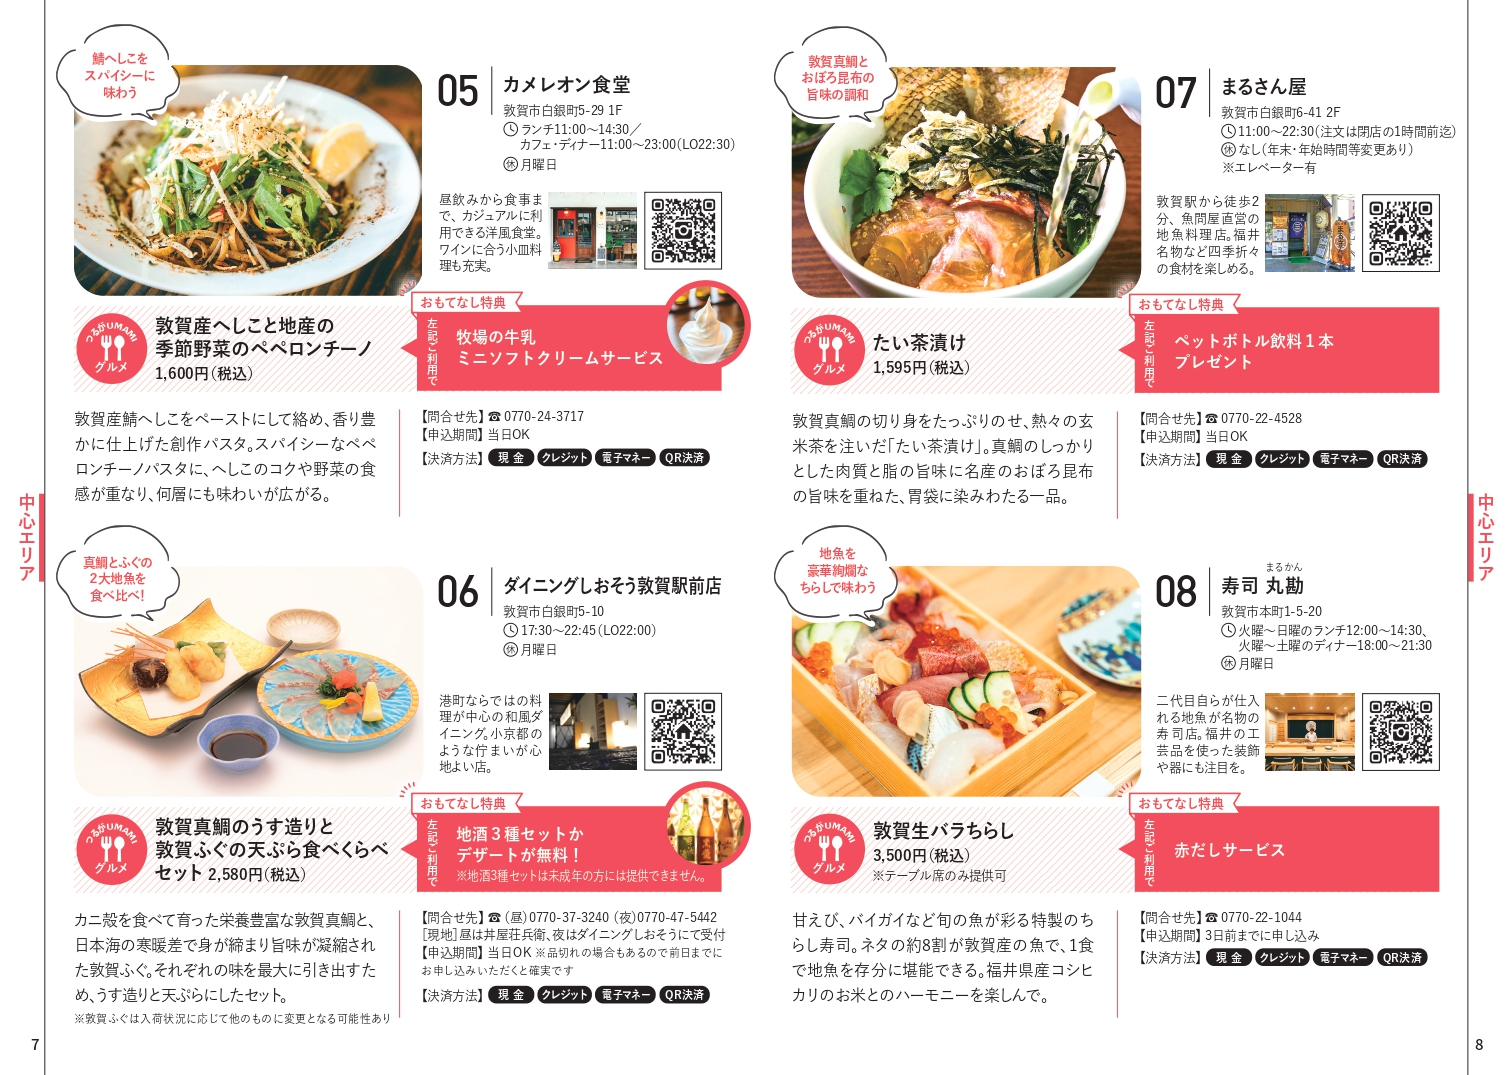 鯖へしこを
スパイシーに
味わう
05
カメレオン食堂
敦賀市白銀町5-29 1F
ランチ11:00〜14:30／
カフェ・ディナー11:00〜23:00（LO22:30）
休 月曜日
昼飲みから食事ま
で、カジュアルに利
用できる洋風食堂。
ワインに合う小皿料
理も充実。
つるがUMAMI
グルメ
敦賀産へしこと地産の
季節野菜のペペロンチーノ
1,600円（税込）
おもてなし特典
左記ご利用で
牧場の牛乳
ミニソフトクリームサービス
敦賀産鯖へしこをペーストにして絡め、香り豊
かに仕上げた創作パスタ。スパイシーなペペ
ロンチーノパスタに、へしこのコクや野菜の食
感が重なり、何層にも味わいが広がる。
【問合せ先】☎ 0770-24-3717
【申込期間】当日OK
【決済方法】 現 金 クレジット 電子マネー QR決済
真鯛とふぐの
2大地魚を
食べ比べ！
06
ダイニングしおそう敦賀駅前店
敦賀市白銀町5-10
17:30〜22:45（LO22:00）
休 月曜日
港町ならではの料
理が中心の和風ダ
イニング。小京都の
ような佇まいが心
地よい店。
つるがUMAMI
グルメ
敦賀真鯛のうす造りと
敦賀ふぐの天ぷら食べくらべ
セット 2,580円（税込）
おもてなし特典
左記ご利用で
地酒３種セットか
デザートが無料！
※地酒3種セットは未成年の方には提供できません。
カニ殻を食べて育った栄養豊富な敦賀真鯛と、
日本海の寒暖差で身が締まり旨味が凝縮され
た敦賀ふぐ。それぞれの味を最大に引き出すた
め、うす造りと天ぷらにしたセット。
※敦賀ふぐは入荷状況に応じて他のものに変更となる可能性あり
【問合せ先】☎（昼）0770-37-3240（夜）0770-47-5442
［現地］昼は丼屋荘兵衛、夜はダイニングしおそうにて受付
【申込期間】当日OK ※品切れの場合もあるので前日までに
お申し込みいただくと確実です
【決済方法】 現 金 クレジット 電子マネー QR決済
中心エリア
7
敦賀真鯛と
おぼろ昆布の
旨味の調和
07
まるさん屋
敦賀市白銀町6-41 2F
11:00〜22:30（注文は閉店の1時間前迄）
休 なし（年末・年始時間等変更あり）
※エレベーター有
敦賀駅から徒歩2
分、魚問屋直営の
地魚料理店。福井
名物など四季折々
の食材を楽しめる。
つるがUMAMI
グルメ
たい茶漬け
1,595円（税込）
おもてなし特典
左記ご利用で
ペットボトル飲料１本
プレゼント
敦賀真鯛の切り身をたっぷりのせ、熱々の玄
米茶を注いだ「たい茶漬け」。真鯛のしっかり
とした肉質と脂の旨味に名産のおぼろ昆布
の旨味を重ねた、胃袋に染みわたる一品。
【問合せ先】☎ 0770-22-4528
【申込期間】当日OK
【決済方法】 現 金 クレジット 電子マネー QR決済
地魚を
豪華絢爛な
ちらしで味わう
08
まるかん
寿司 丸勘
敦賀市本町1-5-20
火曜〜日曜のランチ12:00〜14:30、
火曜〜土曜のディナー18:00〜21:30
休 月曜日
二代目自らが仕入
れる地魚が名物の
寿司店。福井の工
芸品を使った装飾
や器にも注目を。
つるがUMAMI
グルメ
敦賀生バラちらし
3,500円（税込）
※テーブル席のみ提供可
おもてなし特典
左記ご利用で
赤だしサービス
甘えび、バイガイなど旬の魚が彩る特製のち
らし寿司。ネタの約8割が敦賀産の魚で、1食
で地魚を存分に堪能できる。福井県産コシヒ
カリのお米とのハーモニーを楽しんで。
【問合せ先】☎ 0770-22-1044
【申込期間】3日前までに申し込み
【決済方法】 現 金 クレジット 電子マネー QR決済
中心エリア
8